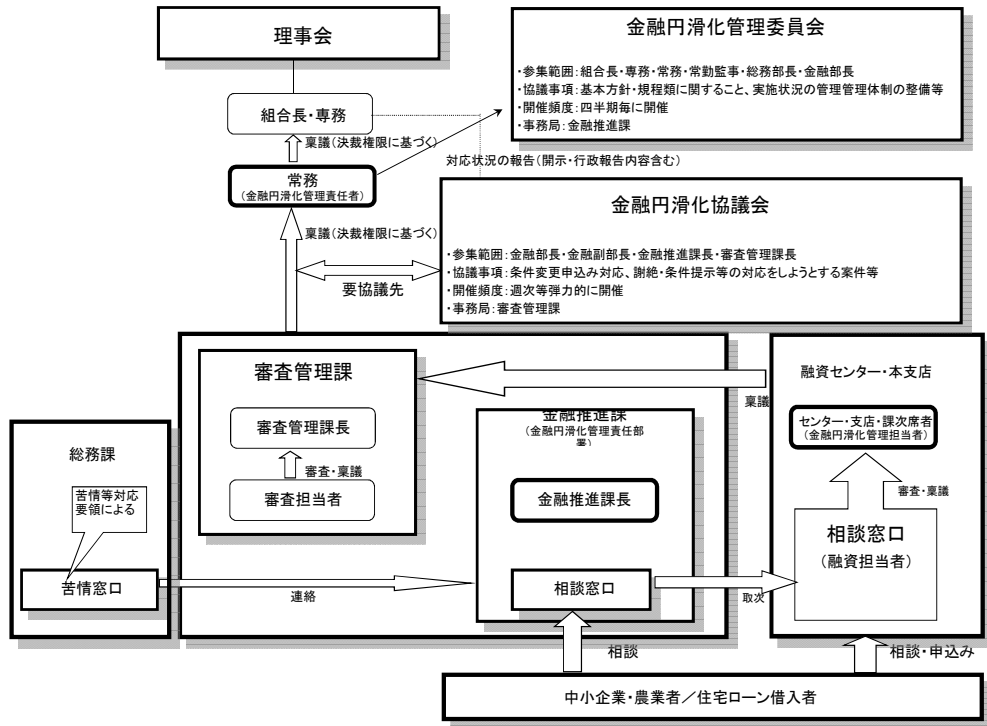 理事会
金融円滑化管理委員会
・参集範囲：組合長・専務・常務・常勤監事・総務部長・金融部長
・協議事項：基本方針・規程類に関すること、実施状況の管理管理体制の整備等
・開催頻度：四半期毎に開催
・事務局：金融推進課
組合長・専務
稟議（決裁権限に基づく）
対応状況の報告（開示・行政報告内容含む）
常務
（金融円滑化管理責任者）
稟議（決裁権限に基づく）
要協議先
金融円滑化協議会
・参集範囲：金融部長・金融副部長・金融推進課長・審査管理課長
・協議事項：条件変更申込み対応、謝絶・条件提示等の対応をしようとする案件等
・開催頻度：週次等弾力的に開催
・事務局：審査管理課
審査管理課
審査管理課長
審査・稟議
審査担当者
稟議
融資センター・本支店
センター・支店・課次席者
（金融円滑化管理担当者）
審査・稟議
相談窓口
（融資担当者）
金融推進課
（金融円滑化管理責任部
署）
金融推進課長
相談窓口
取次
総務課
苦情等対応
要領による
苦情窓口
連絡
相談
相談・申込み
中小企業・農業者／住宅ローン借入者